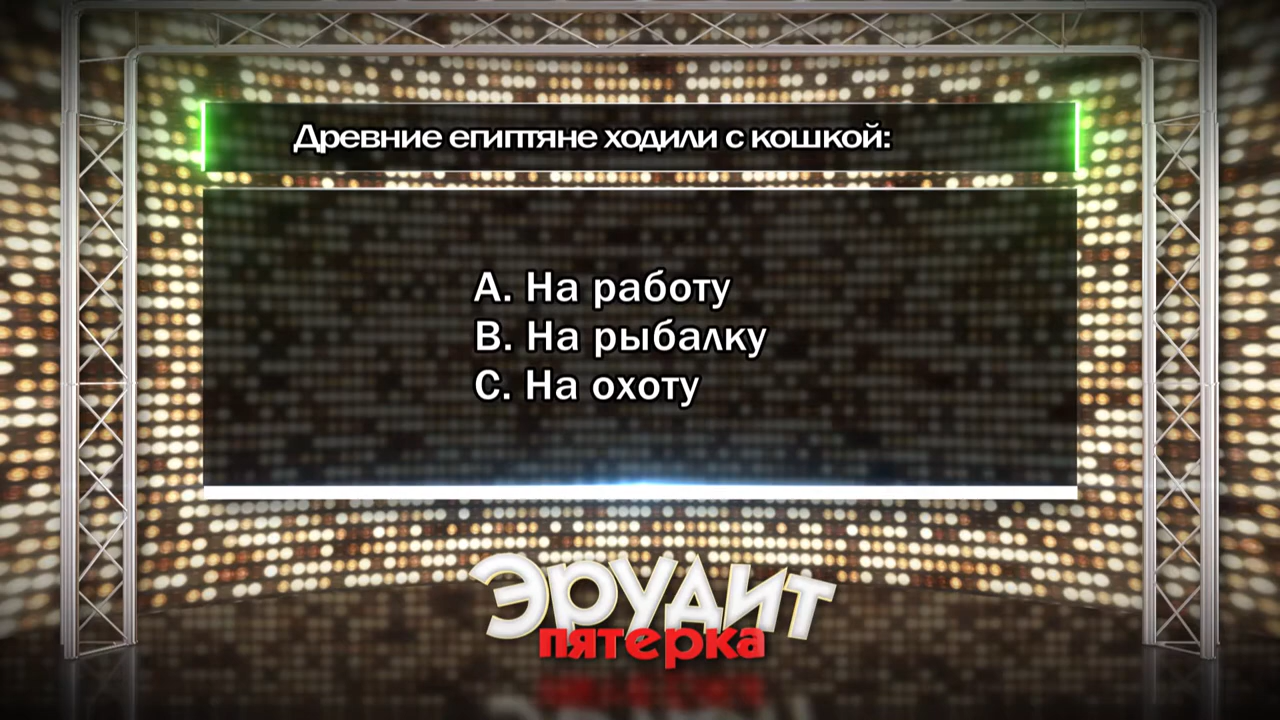 Древние египтяне ходили с кошкой:
А. На работу
В. На рыбалку
С. На охоту
Эрудит
пятерка